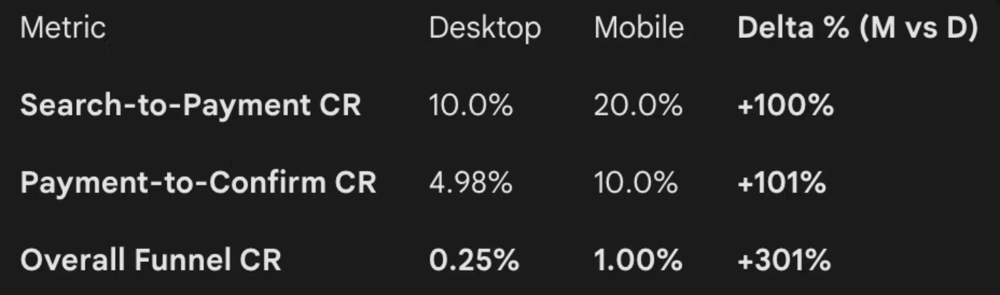 Metric Desktop Mobile Delta % (M vs D)
Search-to-Payment CR 10.0% 20.0% +100%
Payment-to-Confirm CR 4.98% 10.0% +101%
Overall Funnel CR 0.25% 1.00% +301%